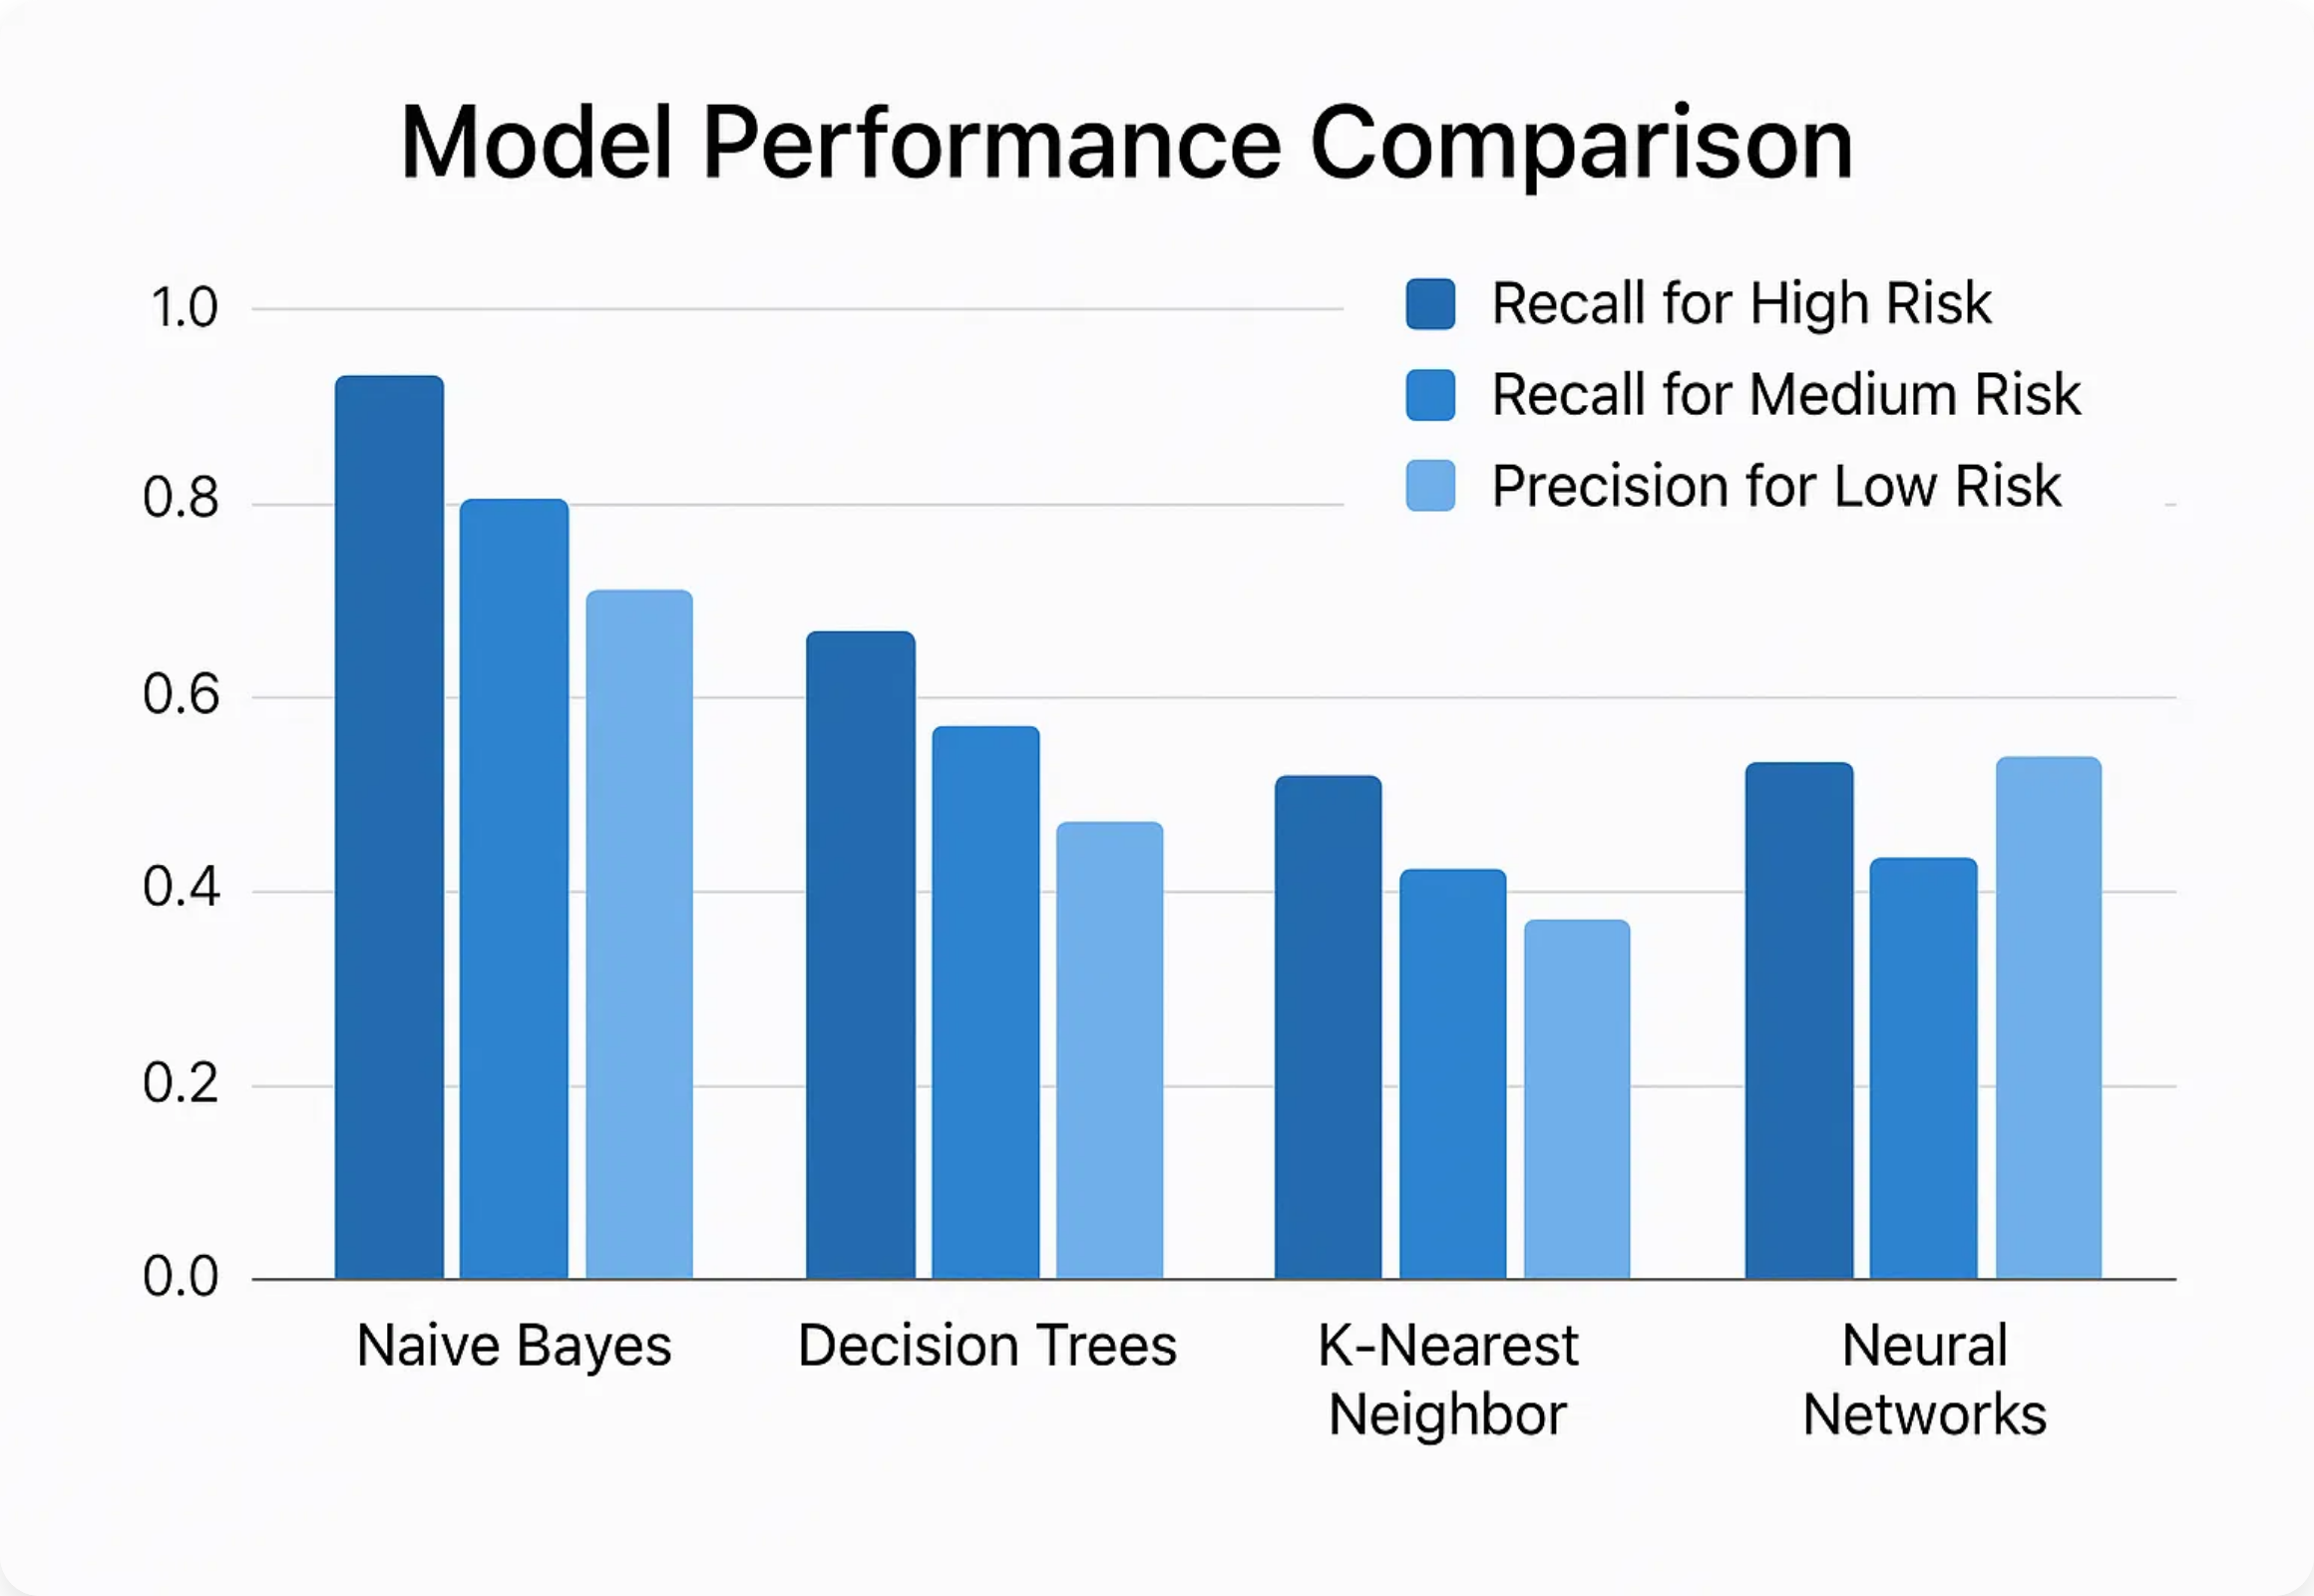 Model Performance Comparison
Recall for High Risk
Recall for Medium Risk
Precision for Low Risk
1.0
0.8
0.6
0.4
0.2
0.0
Naive Bayes
Decision Trees
K-Nearest
Neighbor
Neural
Networks